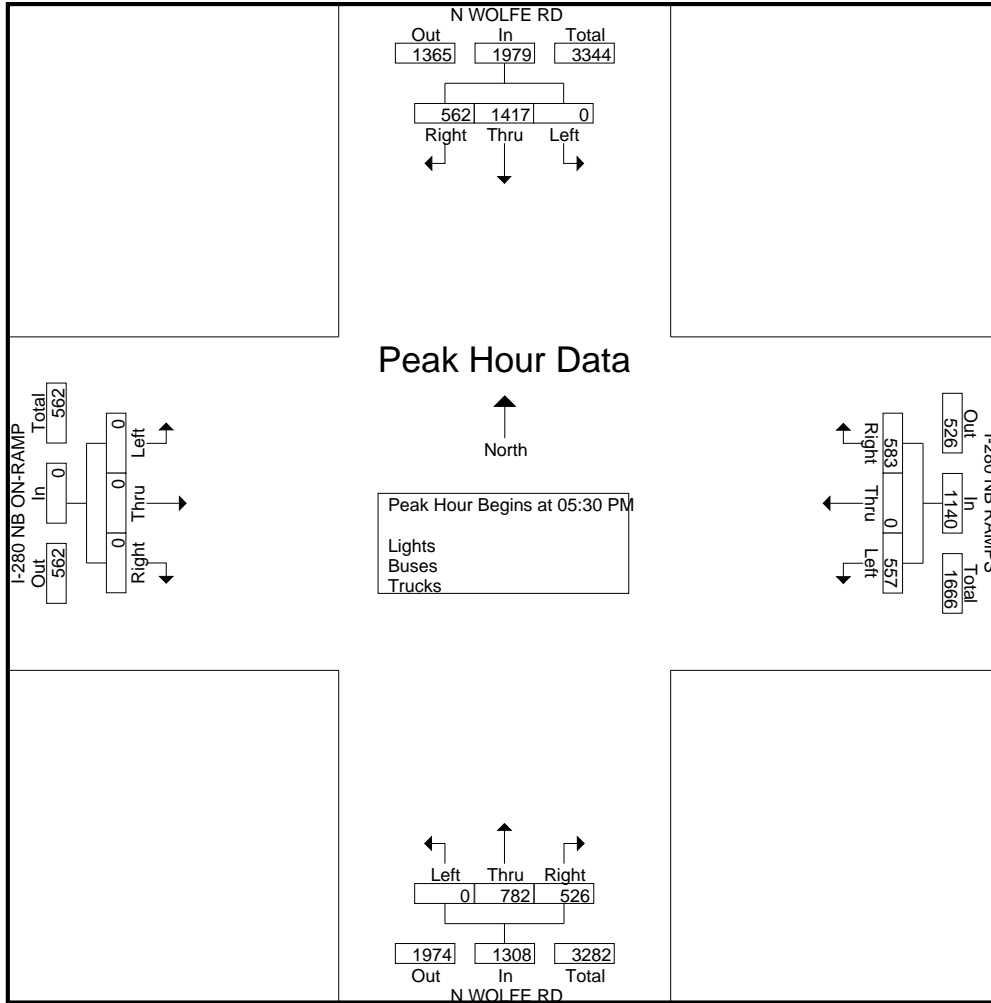 N WOLFE RD
Out In Total
1365 1979 3344
562 1417 0
Right Thru Left
Peak Hour Data
North
Peak Hour Begins at 05:30 PM
Lights
Buses
Trucks
I-280 NB ON-RAMP
Out In Total
562 0 562
Right Thru Left
0 0 0
I-280 NB RAMPS
Out In Total
526 1140 1666
583 0 557
Right Thru Left
Left Thru Right
0 782 526
1974 1308 3282
Out In Total
N WOLFE RD